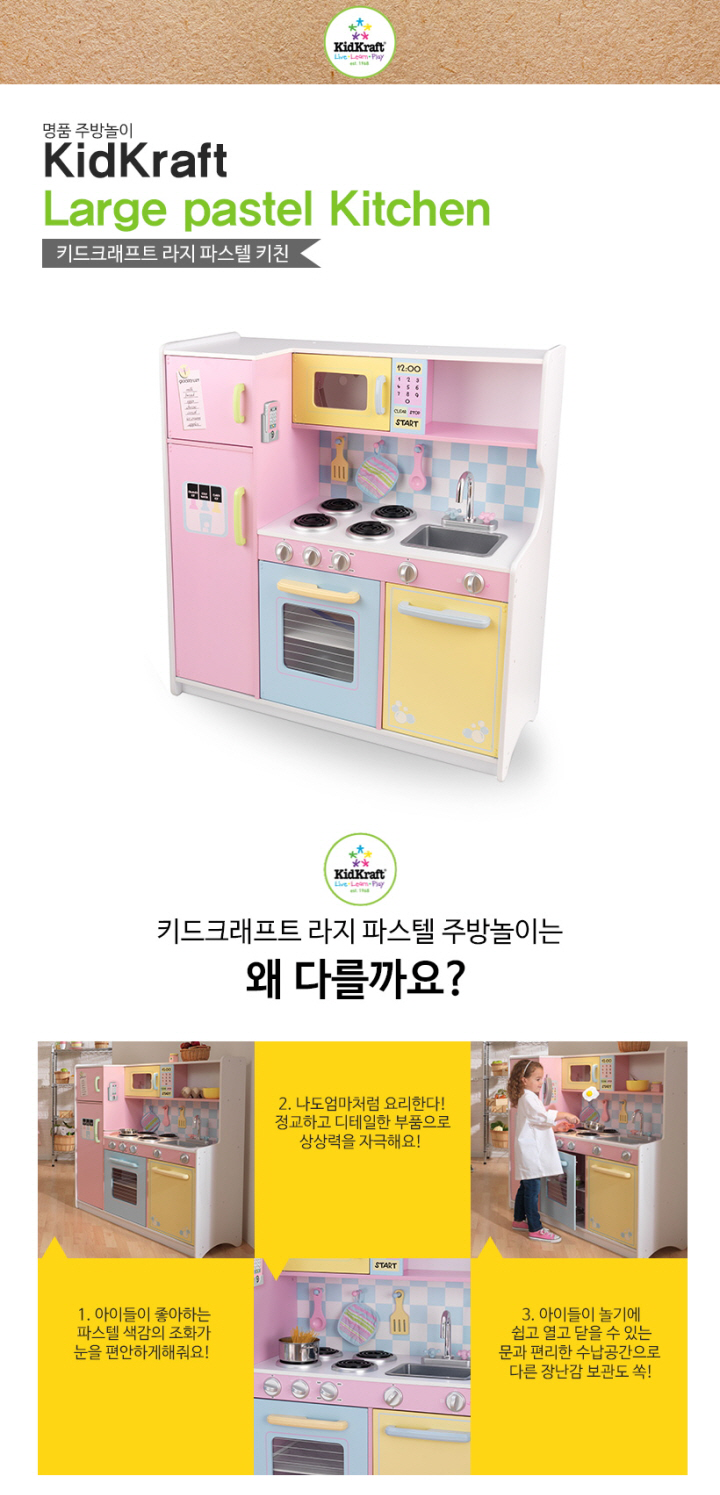 KidKraft
Live·Learn·Play
est. 1968
명품 주방놀이
KidKraft
Large pastel Kitchen
키드크래프트 라지 파스텔 키친
12:00
1 2 3
4 5 6
7 8 9
0
CLEAR STOP
START
KidKraft
Live·Learn·Play
est. 1968
키드크래프트 라지 파스텔 주방놀이는
왜 다를까요?
2. 나도엄마처럼 요리한다!
정교하고 디테일한 부품으로
상상력을 자극해요!
START
1. 아이들이 좋아하는
파스텔 색감의 조화가
눈을 편안하게해줘요!
3. 아이들이 놀기에
쉽고 열고 닫을 수 있는
문과 편리한 수납공간으로
다른 장난감 보관도 쏙!